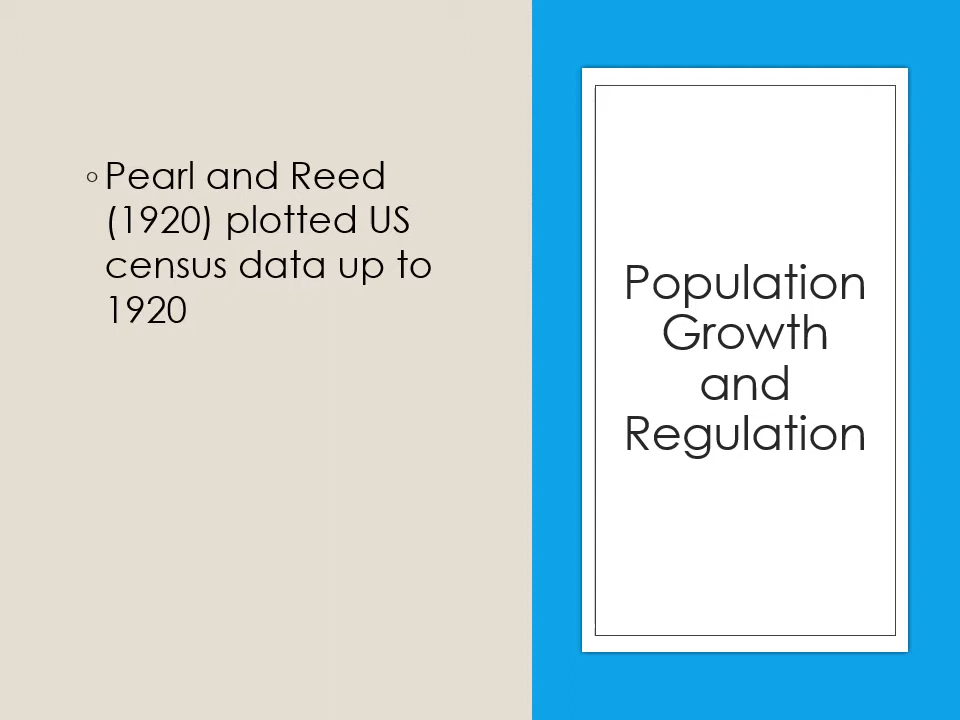 ◦Pearl and Reed
(1920) plotted US
census data up to
1920
Population
Growth
and
Regulation